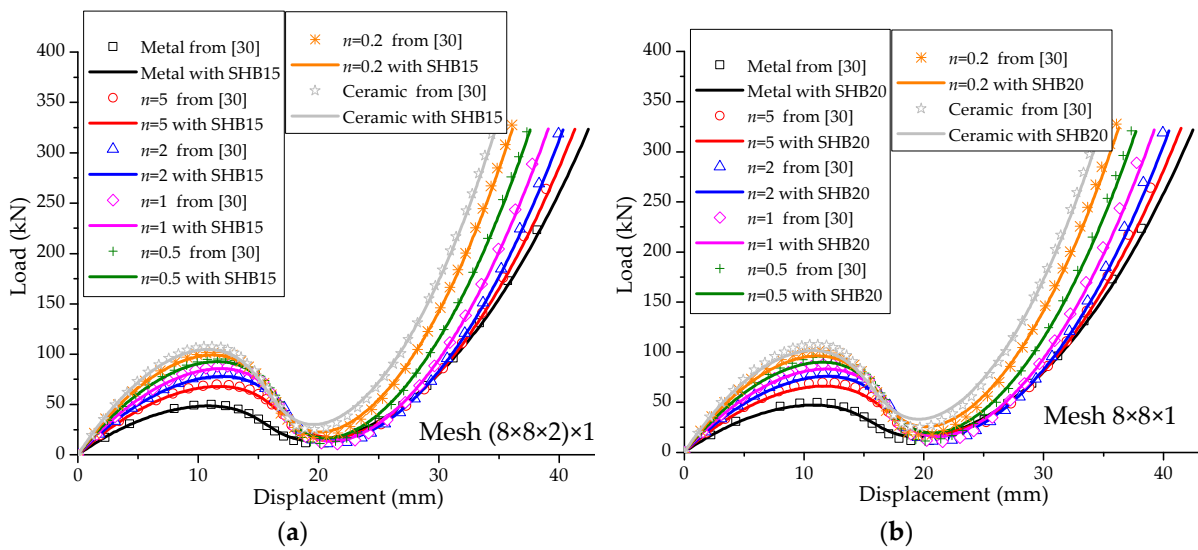 400
350
300
250
200
150
100
50
0
Load (kN)
Metal from [30]
Metal with SHB15
n=5 from [30]
n=5 with SHB15
n=2 from [30]
n=2 with SHB15
n=1 from [30]
n=1 with SHB15
n=0.5 from [30]
n=0.5 with SHB15
n=0.2 from [30]
n=0.2 with SHB15
Ceramic from [30]
Ceramic with SHB15
Mesh (8×8×2)×1
0 10 20 30 40
Displacement (mm)
(a)
400
350
300
250
200
150
100
50
0
Load (kN)
Metal from [30]
Metal with SHB20
n=5 from [30]
n=5 with SHB20
n=2 from [30]
n=2 with SHB20
n=1 from [30]
n=1 with SHB20
n=0.5 from [30]
n=0.5 with SHB20
n=0.2 from [30]
n=0.2 with SHB20
Ceramic from [30]
Ceramic with SHB20
Mesh 8×8×1
0 10 20 30 40
Displacement (mm)
(b)